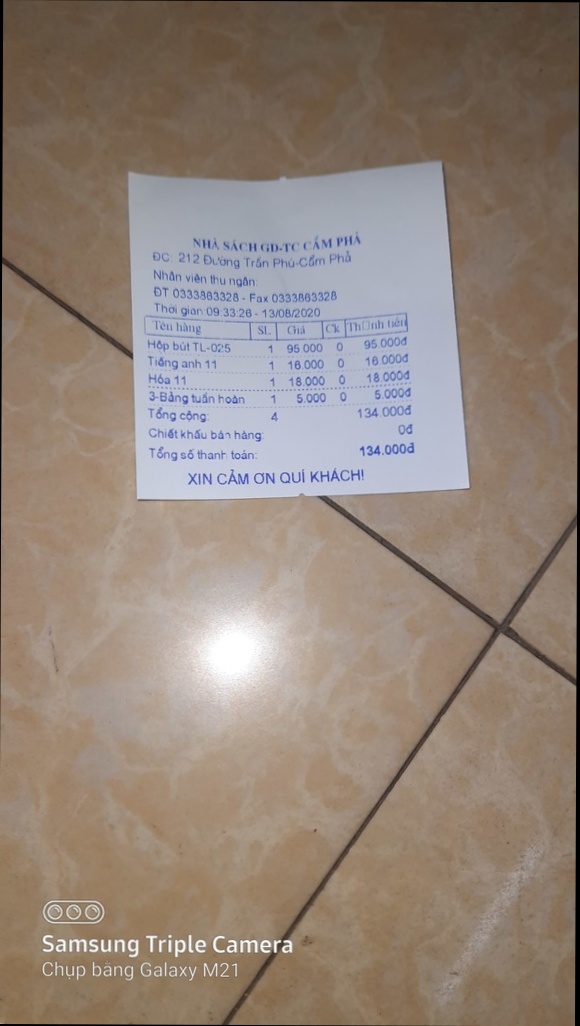 NHÀ SÁCH GD-TC CẨM PHẢ
ĐC: 212 Đường Trần Phú-Cẩm Phả
Nhân viên thu ngân:
ĐT 0333863328 - Fax 0333863328
Thời gian:09:33:26 - 13/08/2020
Tên hàng SL Giá Ck Th□nh tiền
Hộp bút TL-025 1 95.000 0 95.000đ
Tiếng anh 11 1 16.000 0 16.000đ
Hóa 11 1 18.000 0 18.000đ
3-Bảng tuần hoàn 1 5.000 0 5.000đ
Tổng cộng: 4 134.000đ
Chiết khấu bán hàng: 0đ
Tổng số thanh toán: 134.000đ
XIN CẢM ƠN QUÍ KHÁCH!
Samsung Triple Camera
Chụp bằng Galaxy M21